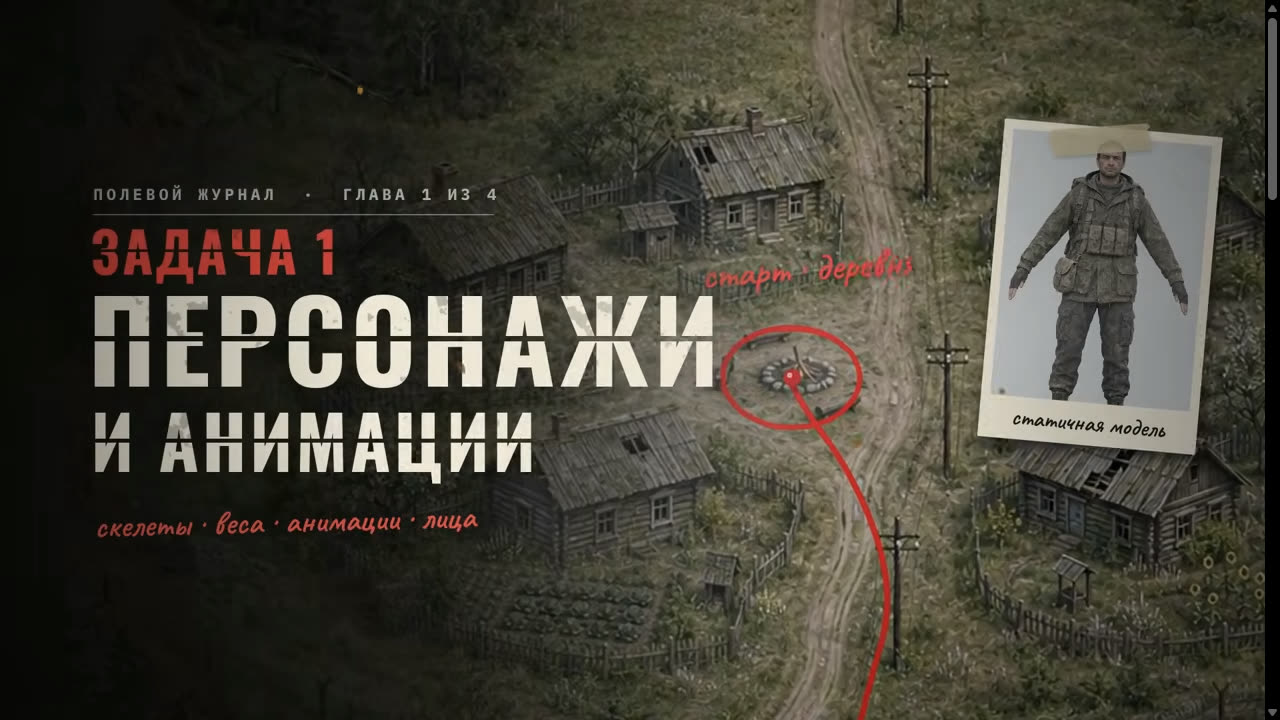 ПОЛЕВОЙ ЖУРНАЛ · ГЛАВА 1 ИЗ 4
ЗАДАЧА 1
ПЕРСОНАЖИ
И АНИМАЦИИ
скелеты · веса · анимации · лица
старт · деревня
статичная модель